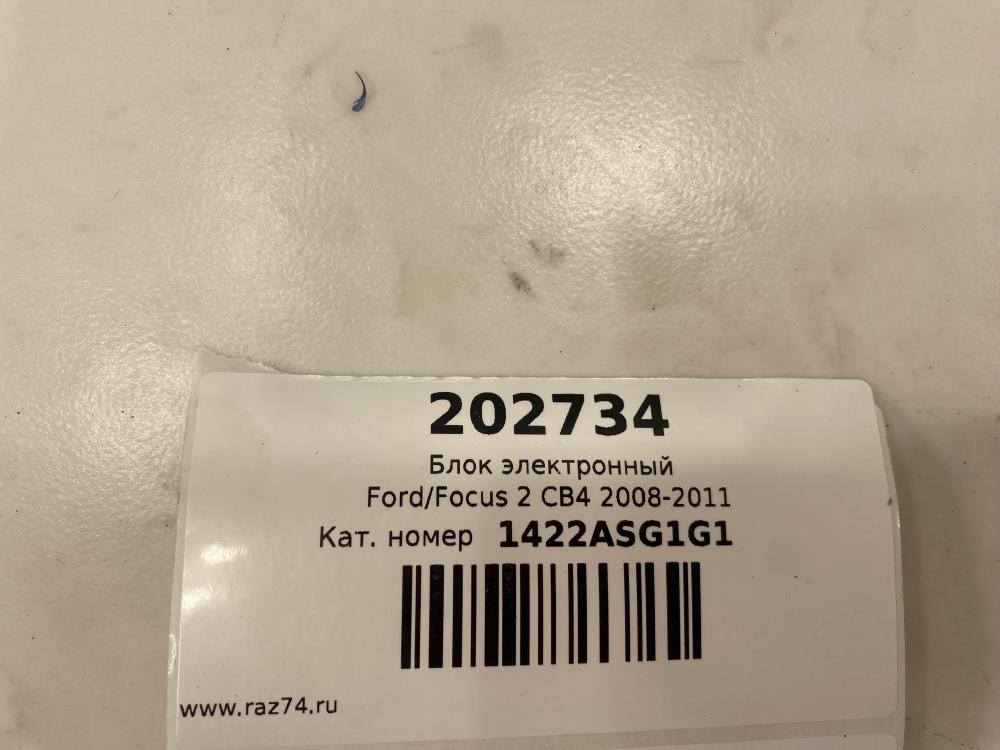 202734
Блок электронный
Ford/Focus 2 CB4 2008-2011
Кат. номер 1422ASG1G1
www.raz74.ru